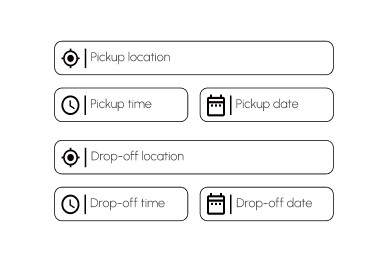 Pickup location
Pickup time
Pickup date
Drop-off location
Drop-off time
Drop-off date